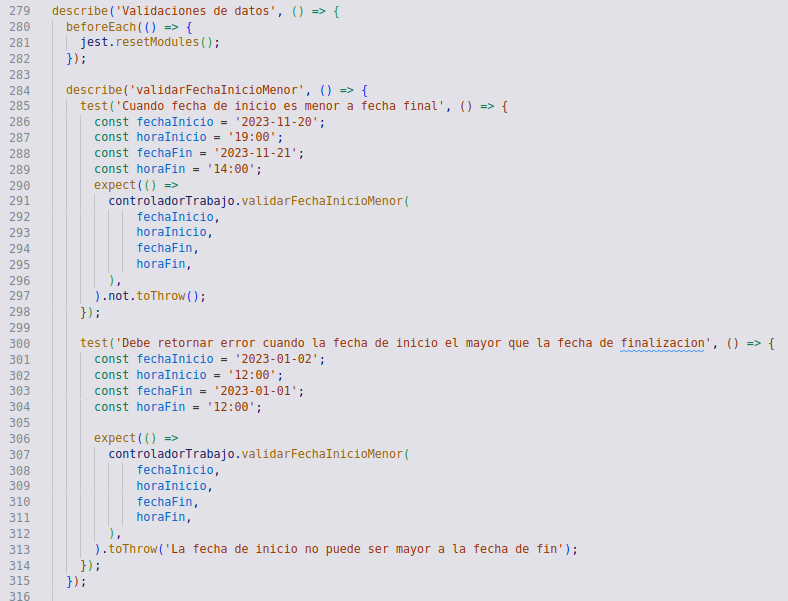 279 describe('Validaciones de datos', () => {
280   beforeEach(() => {
281     jest.resetModules();
282   });
283
284   describe('validarFechaInicioMenor', () => {
285     test('Cuando fecha de inicio es menor a fecha final', () => {
286       const fechaInicio = '2023-11-20';
287       const horaInicio = '19:00';
288       const fechaFin = '2023-11-21';
289       const horaFin = '14:00';
290       expect(() =>
291         controladorTrabajo.validarFechaInicioMenor(
292             fechaInicio,
293             horaInicio,
294             fechaFin,
295             horaFin,
296         ),
297       ).not.toThrow();
298     });
299
300     test('Debe retornar error cuando la fecha de inicio el mayor que la fecha de finalizacion', () => {
301       const fechaInicio = '2023-01-02';
302       const horaInicio = '12:00';
303       const fechaFin = '2023-01-01';
304       const horaFin = '12:00';
305
306       expect(() =>
307         controladorTrabajo.validarFechaInicioMenor(
308             fechaInicio,
309             horaInicio,
310             fechaFin,
311             horaFin,
312         ),
313       ).toThrow('La fecha de inicio no puede ser mayor a la fecha de fin');
314     });
315   });
316